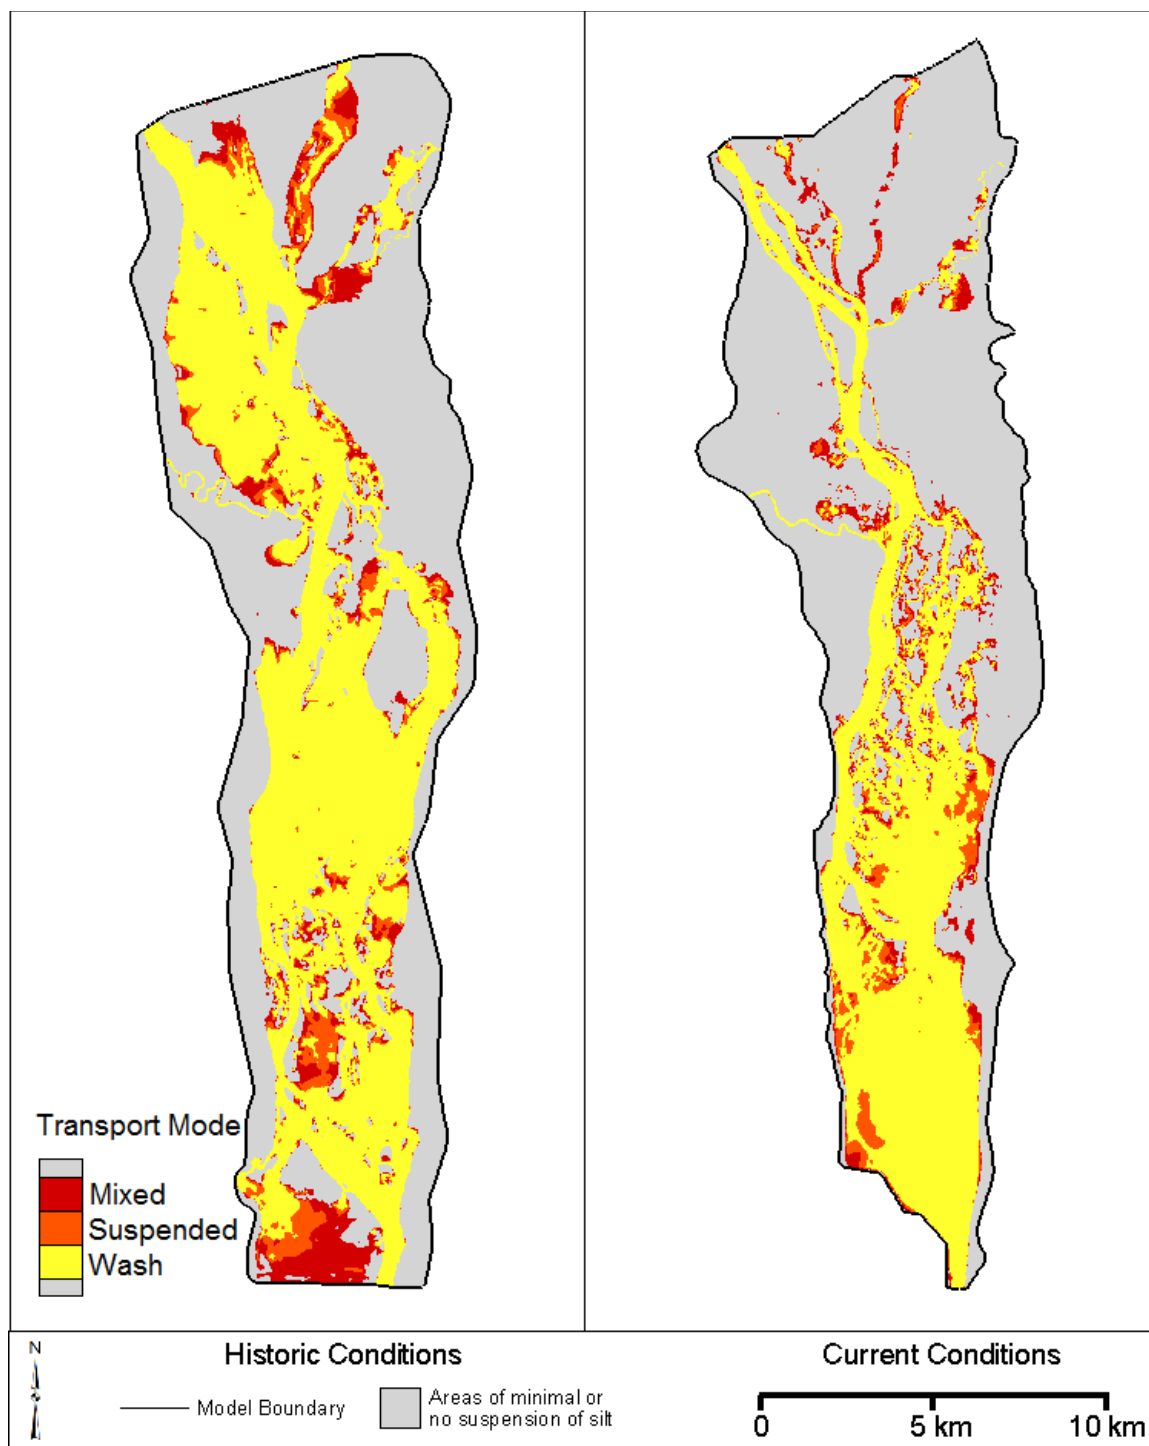 Transport Mode
Mixed
Suspended
Wash
N
Historic Conditions
Current Conditions
Model Boundary
Areas of minimal or
no suspension of silt
0
5 km
10 km